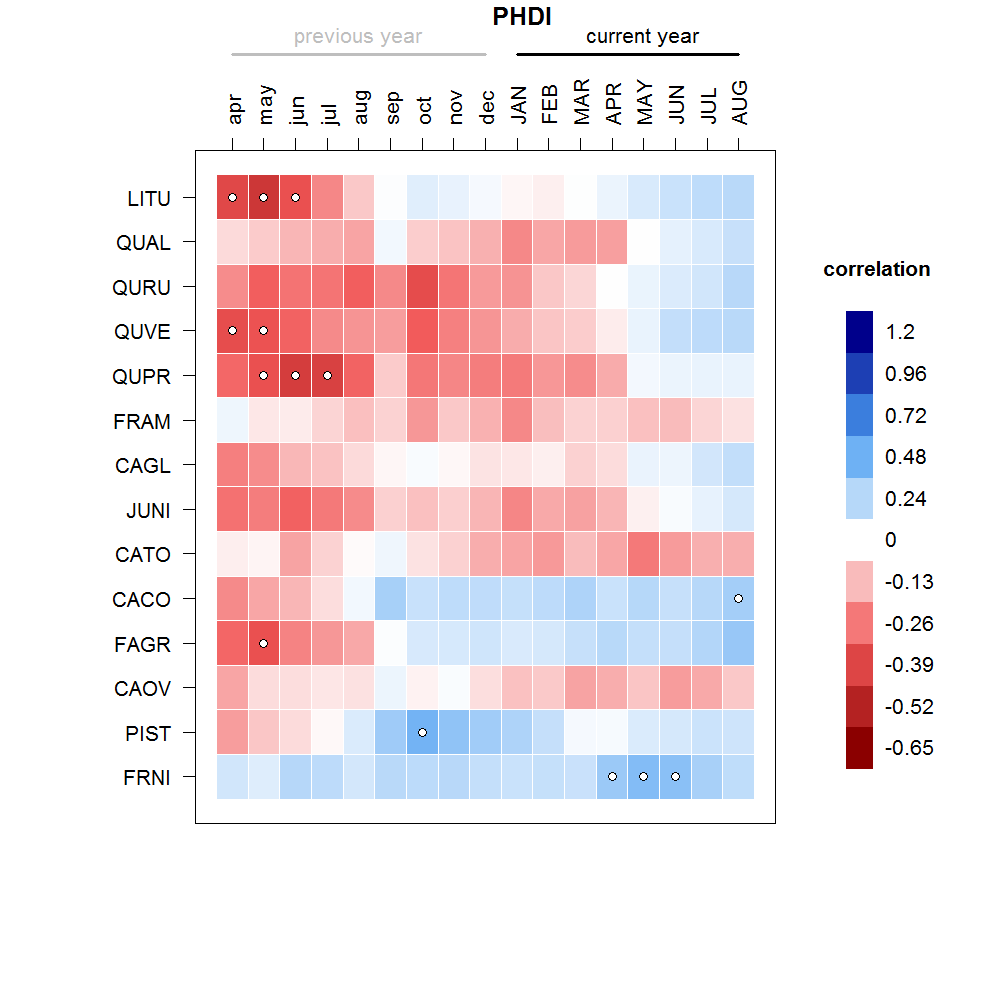 PHDI
previous year current year
apr may jun jul aug sep oct nov dec JAN FEB MAR APR MAY JUN JUL AUG
LITU
QUAL
QURU
QUVE
QUPR
FRAM
CAGL
JUNI
CATO
CACO
FAGR
CAOV
PIST
FRNI
correlation
1.2
0.96
0.72
0.48
0.24
0
-0.13
-0.26
-0.39
-0.52
-0.65